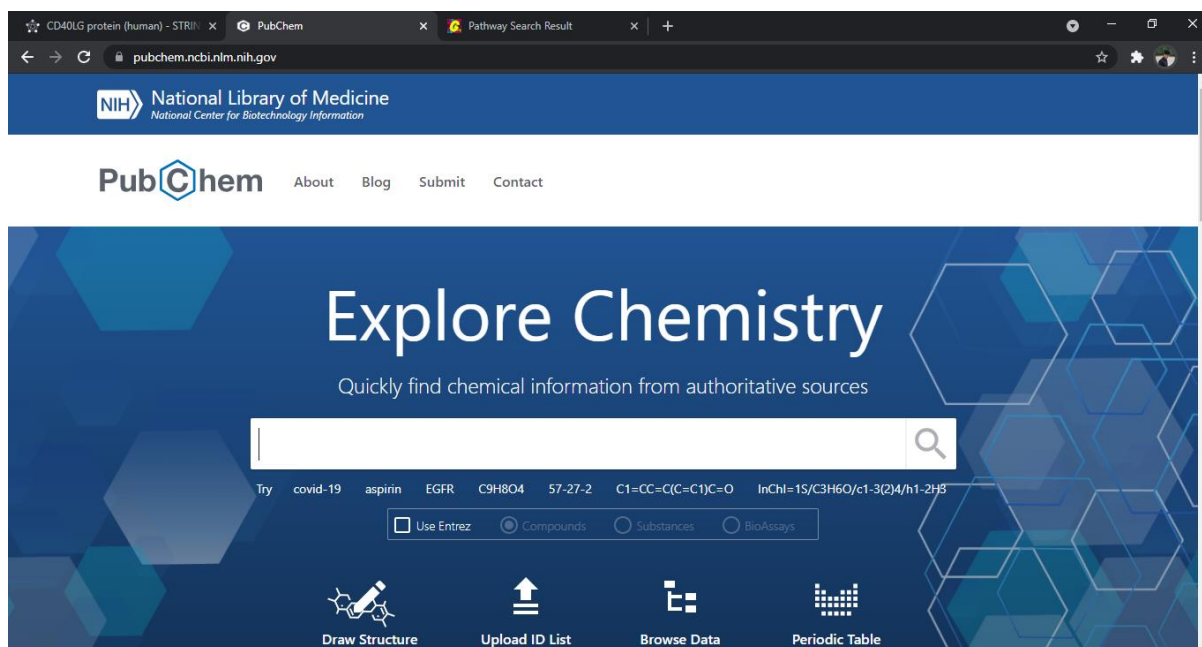 CD40LG protein (human) - STRIN
PubChem
Pathway Search Result
pubchem.ncbi.nlm.nih.gov
NIH National Library of Medicine
National Center for Biotechnology Information
PubChem About Blog Submit Contact
Explore Chemistry
Quickly find chemical information from authoritative sources
Try covid-19 aspirin EGFR C9H8O4 57-27-2 C1=CC=C(C=C1)C=O InChI=1S/C3H6O/c1-3(2)4/h1-2H3
Use Entrez Compounds Substances BioAssays
Draw Structure Upload ID List Browse Data Periodic Table